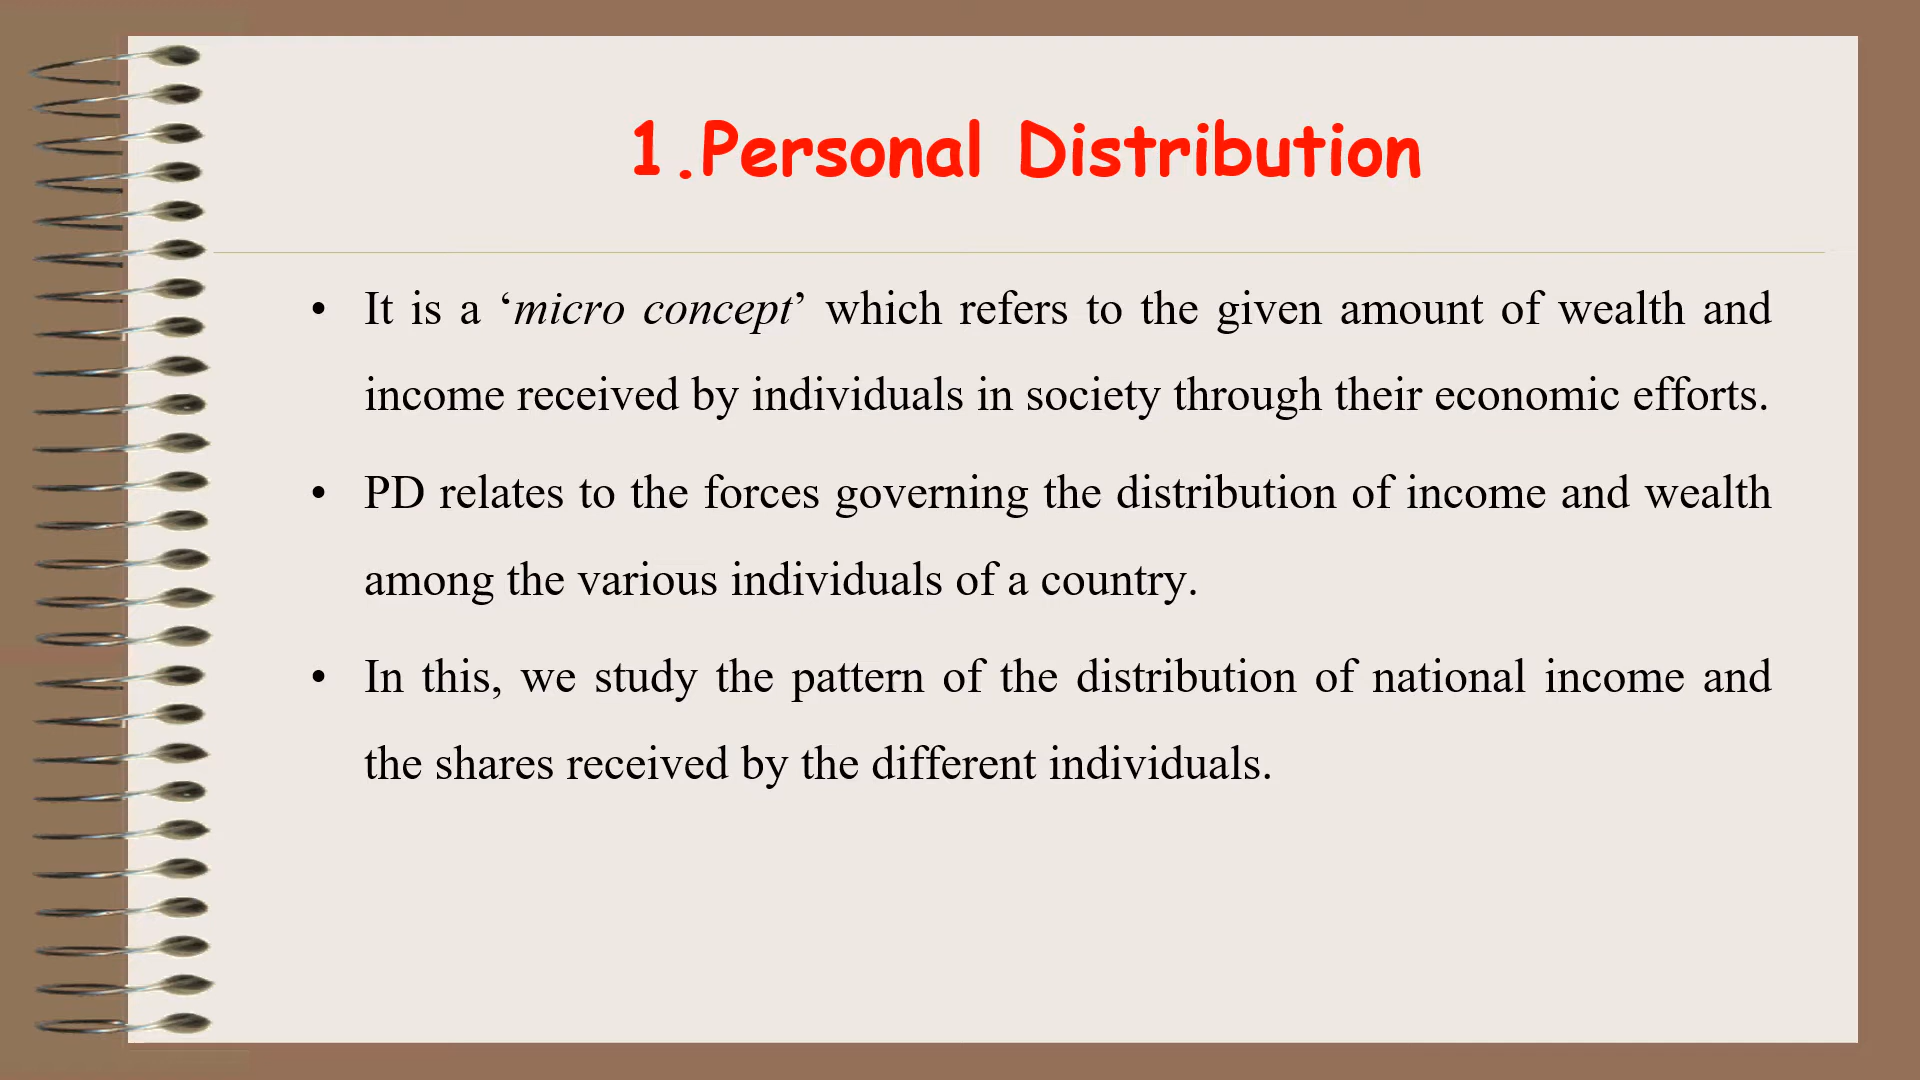 1.Personal Distribution
• It is a ‘micro concept’ which refers to the given amount of wealth and
income received by individuals in society through their economic efforts.
• PD relates to the forces governing the distribution of income and wealth
among the various individuals of a country.
• In this, we study the pattern of the distribution of national income and
the shares received by the different individuals.